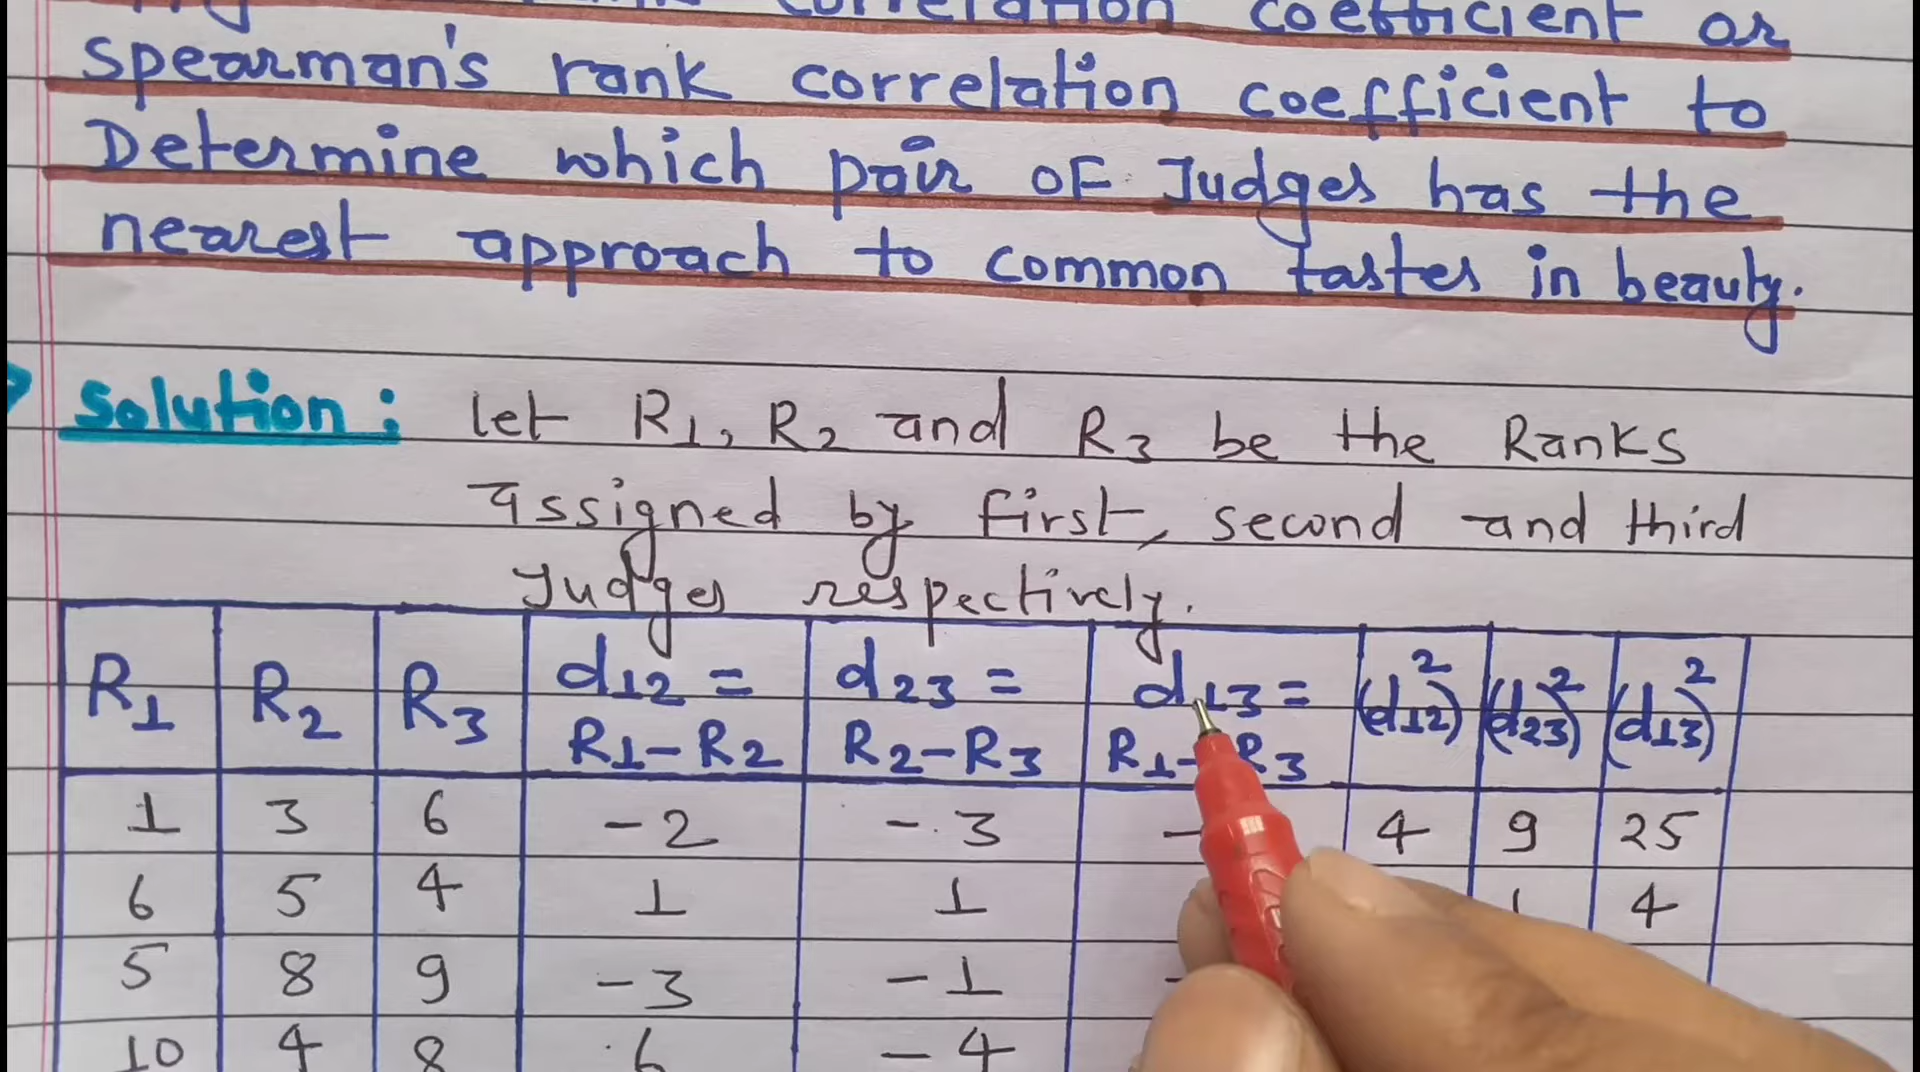 correlation coefficient or
Spearman's rank correlation coefficient to
Determine which pair of Judges has the
nearest approach to common tastes in beauty.
Solution: let R1, R2 and R3 be the Ranks
assigned by first, second and third
Judges respectively.
R1 R2 R3 d12 = R1-R2 d23 = R2-R3 d13 = R1-R3 (d12)² (d23)² (d13)²
1 3 6 -2 -3 - 4 9 25
6 5 4 1 1 1 4
5 8 9 -3 -1 -
10 4 8 6 -4